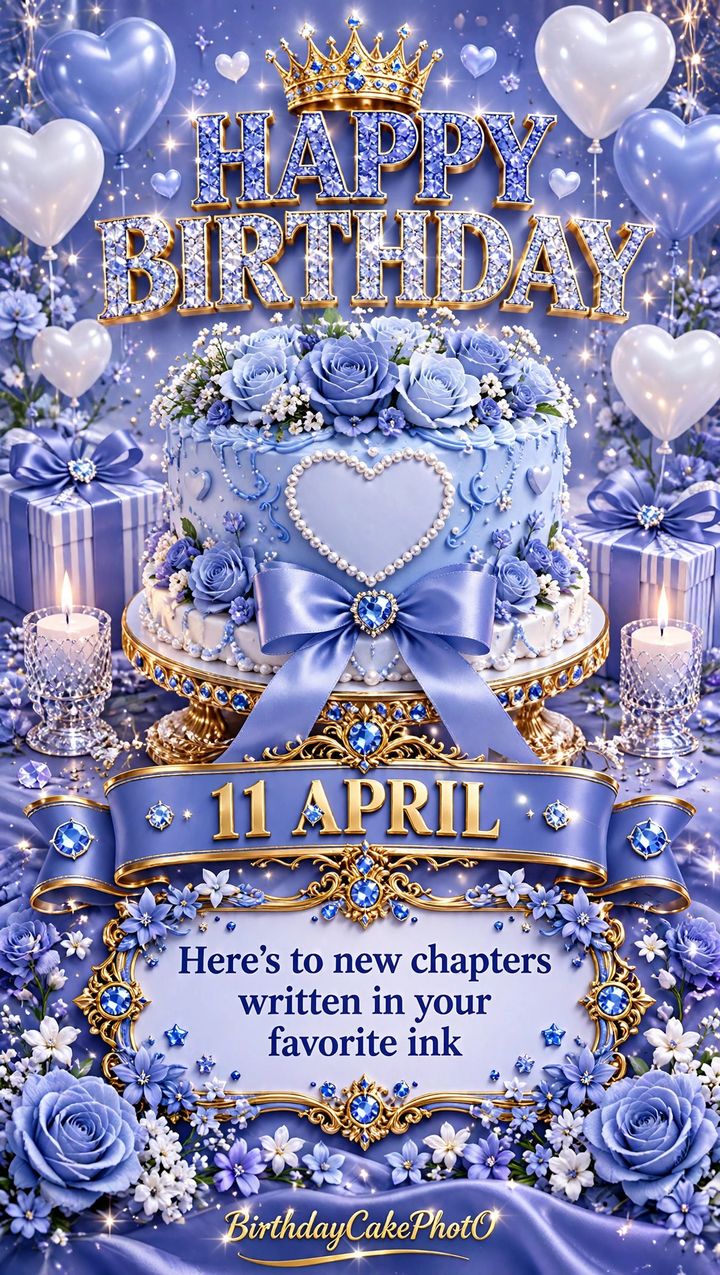 HAPPY
BIRTHDAY
11 APRIL
Here's to new chapters
written in your
favorite ink
BirthdayCakePhotO